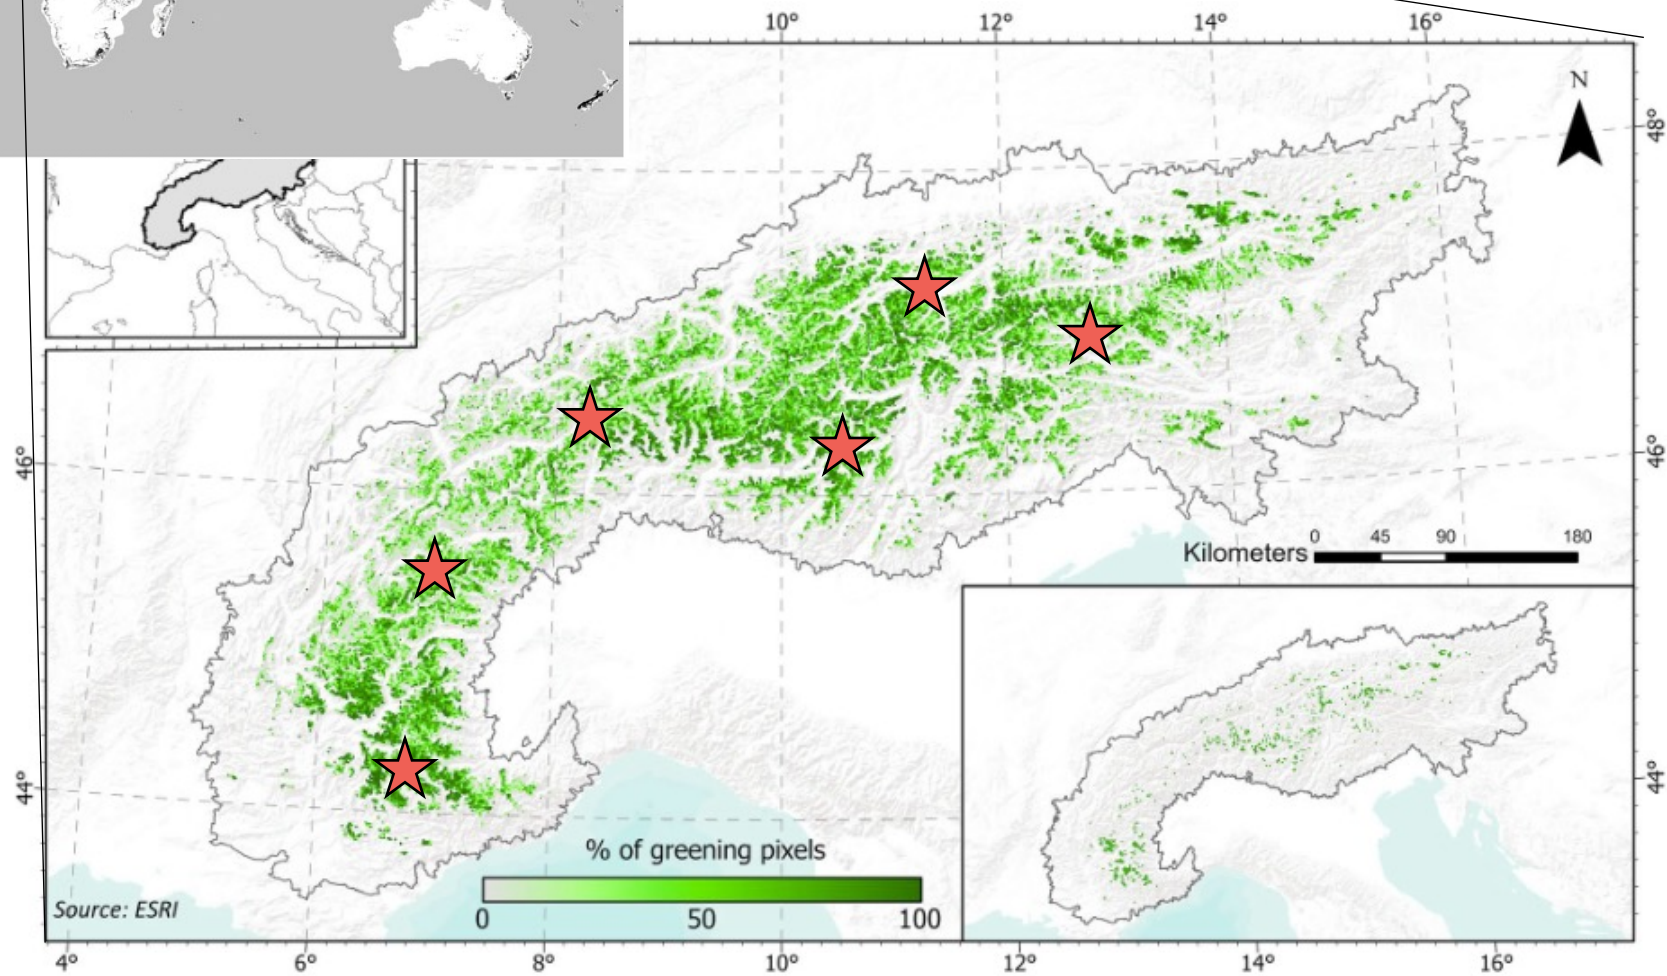 10° 12° 14° 16°
N
48°
46° 46°
0 45 90 180
Kilometers
44° 44°
% of greening pixels
0 50 100
Source: ESRI
4° 6° 8° 10° 12° 14° 16°